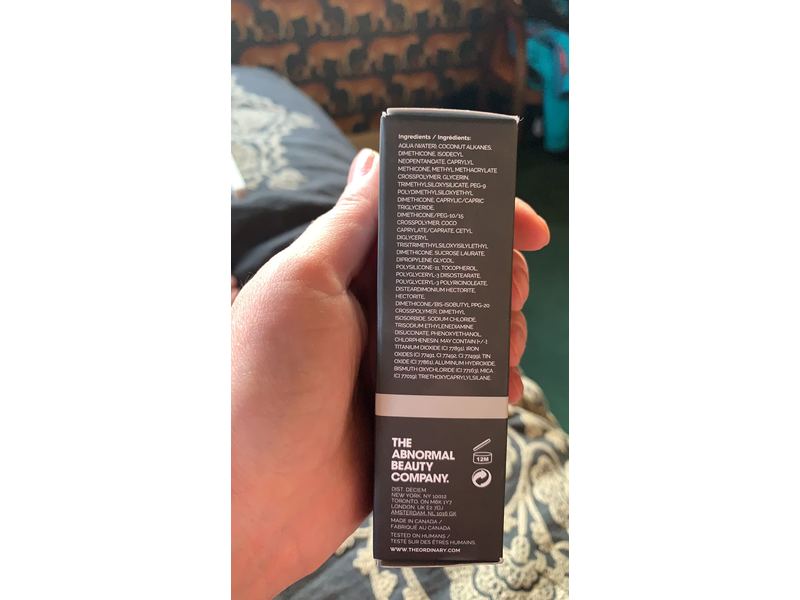 Ingredients / Ingrédients:
AQUA (WATER), COCONUT ALKANES,
DIMETHICONE, ISODECYL
NEOPENTANOATE, CAPRYLYL
METHICONE, METHYL METHACRYLATE
CROSSPOLYMER, GLYCERIN,
TRIMETHYLSILOXYSILICATE, PEG-9
POLYDIMETHYLSILOXYETHYL
DIMETHICONE, CAPRYLIC/CAPRIC
TRIGLYCERIDE,
DIMETHICONE/PEG-10/15
CROSSPOLYMER, COCO
CAPRYLATE/CAPRATE, CETYL
DIGLYCERYL
TRISITRIMETHYLSILOXYISILYLETHYL
DIMETHICONE, SUCROSE LAURATE,
DIPROPYLENE GLYCOL,
POLYSILICONE-11, TOCOPHEROL,
POLYGLYCERYL-3 DIISOSTEARATE,
POLYGLYCERYL-3 POLYRICINOLEATE,
DISTEARDIMONIUM HECTORITE,
HECTORITE,
DIMETHICONE/BIS-ISOBUTYL PPG-20
CROSSPOLYMER, DIMETHYL
ISOSORBIDE, SODIUM CHLORIDE,
TRISODIUM ETHYLENEDIAMINE
DISUCCINATE, PHENOXYETHANOL,
CHLORPHENESIN. MAY CONTAIN [+/-]:
TITANIUM DIOXIDE (CI 77891), IRON
OXIDES (CI 77491, CI 77492, CI 77499), TIN
OXIDE (CI 77861), ALUMINUM HYDROXIDE,
BISMUTH OXYCHLORIDE (CI 77163), MICA
(CI 77019), TRIETHOXYCAPRYLYLSILANE.
THE
ABNORMAL
BEAUTY
COMPANY.
12M
DIST. DECIEM
NEW YORK, NY 10012
TORONTO, ON M6K 1Y7
LONDON, UK E2 7DJ
AMSTERDAM, NL 1016 GK
MADE IN CANADA /
FABRIQUÉ AU CANADA
TESTED ON HUMANS /
TESTÉ SUR DES ÊTRES HUMAINS.
WWW.THEORDINARY.COM